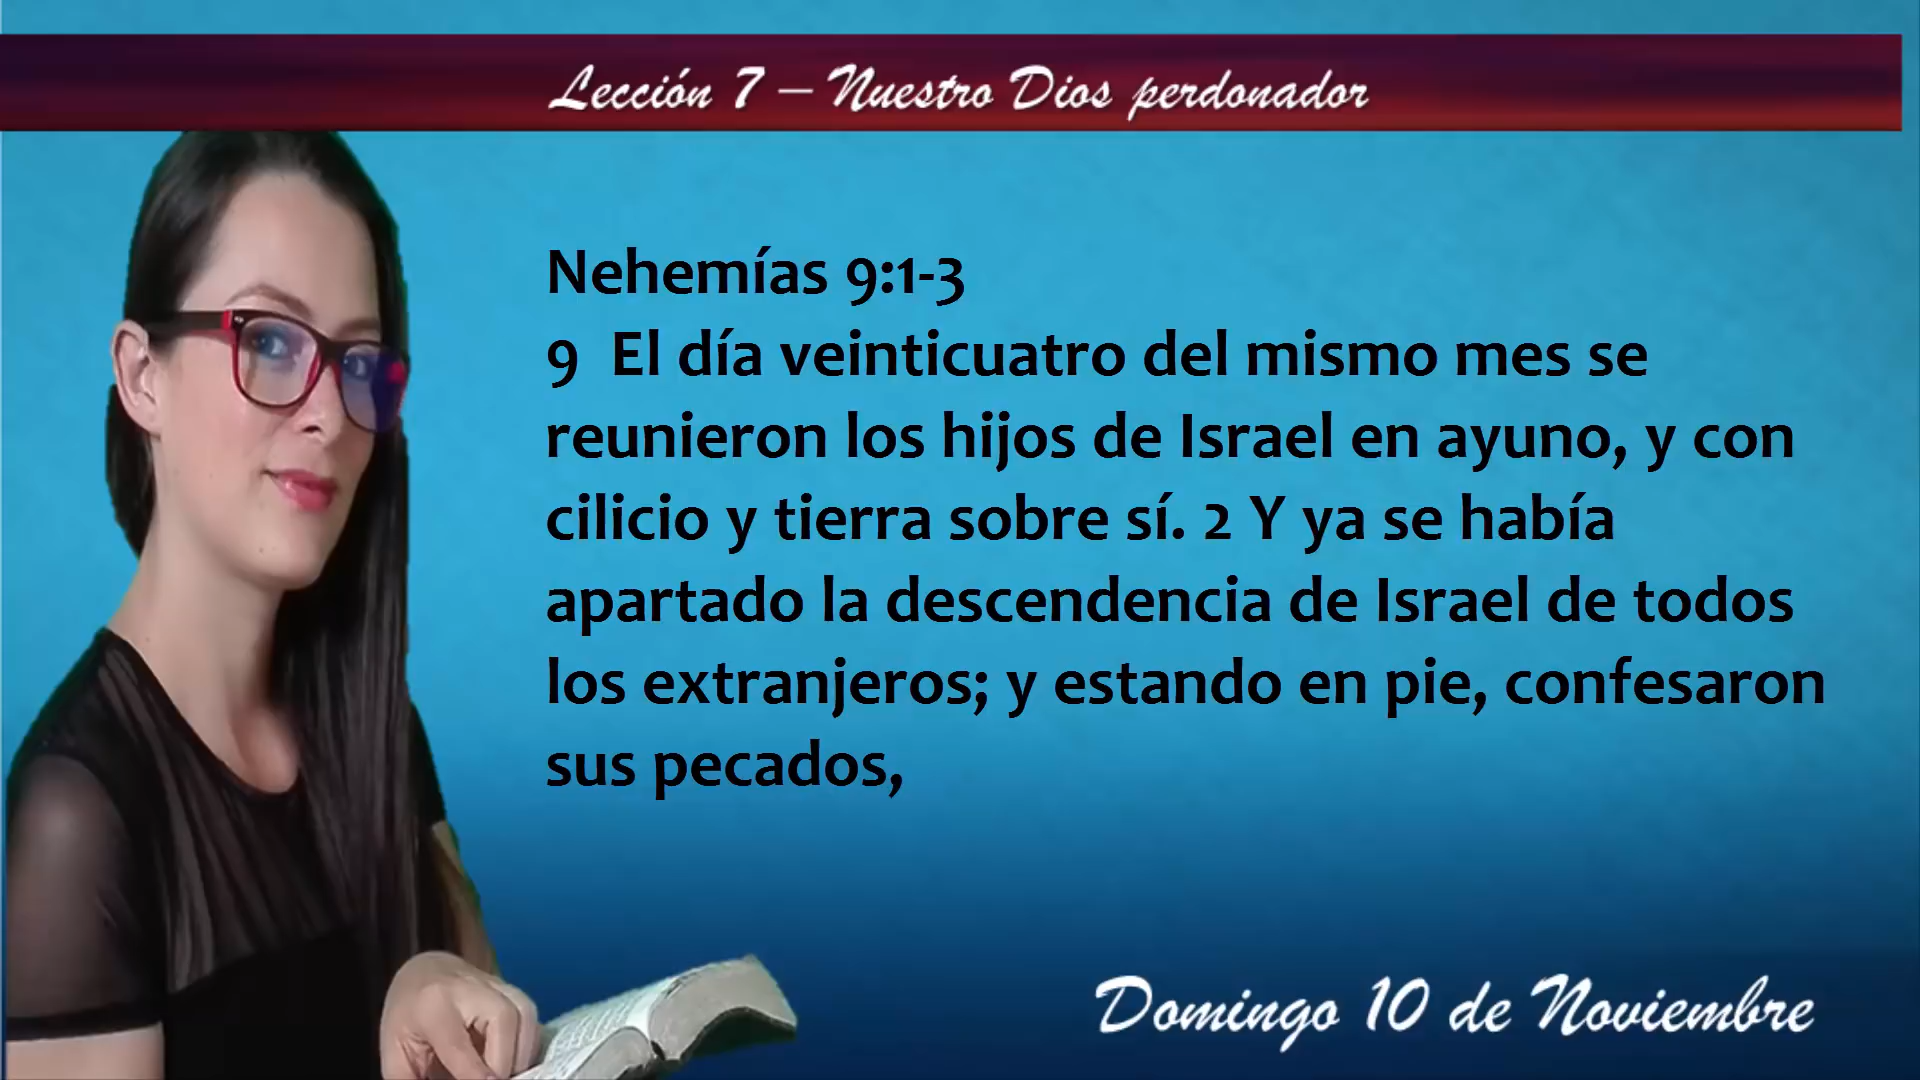 Lección 7 – Nuestro Dios perdonador
Nehemías 9:1-3
9  El día veinticuatro del mismo mes se
reunieron los hijos de Israel en ayuno, y con
cilicio y tierra sobre sí. 2 Y ya se había
apartado la descendencia de Israel de todos
los extranjeros; y estando en pie, confesaron
sus pecados,
Domingo 10 de Noviembre